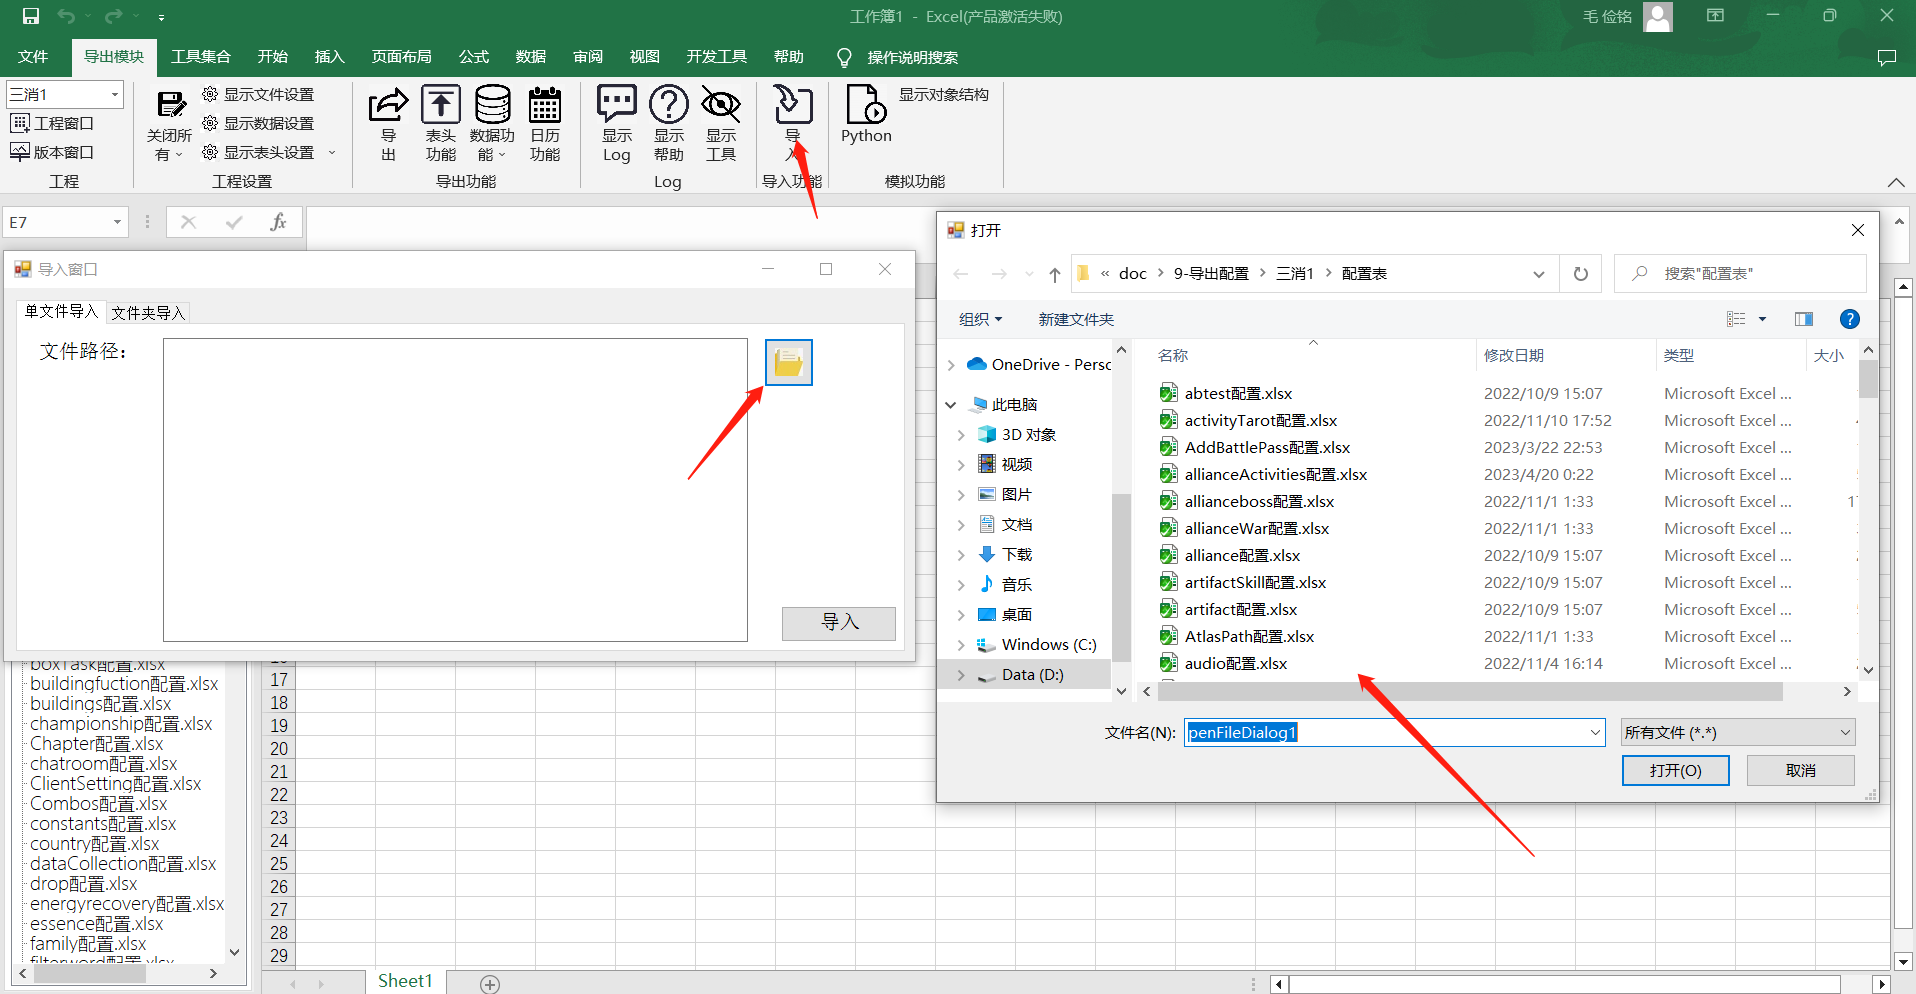 工作簿1 - Excel(产品激活失败)
毛 俭铭
文件 导出模块 工具集合 开始 插入 页面布局 公式 数据 审阅 视图 开发工具 帮助 操作说明搜索
三消1
工程窗口
版本窗口
工程
关闭所有
显示文件设置
显示数据设置
显示表头设置
工程设置
导出
表头功能
数据功能
日历功能
导出功能
显示Log
显示帮助
显示工具
Log
导入
导入功能
Python
显示对象结构
模拟功能
E7
fx
导入窗口
单文件导入 文件夹导入
文件路径：
导入
boxTask配置.xlsx
buildingfuction配置.xlsx
buildings配置.xlsx
championship配置.xlsx
Chapter配置.xlsx
chatroom配置.xlsx
ClientSetting配置.xlsx
Combos配置.xlsx
constants配置.xlsx
country配置.xlsx
dataCollection配置.xlsx
drop配置.xlsx
energyrecovery配置.xlsx
essence配置.xlsx
family配置.xlsx
filterword配置.xlsx
17
18
19
20
21
22
23
24
25
26
27
28
29
Sheet1
打开
« doc › 9-导出配置 › 三消1 › 配置表
搜索"配置表"
组织 新建文件夹
OneDrive - Persc
此电脑
3D 对象
视频
图片
文档
下载
音乐
桌面
Windows (C:)
Data (D:)
名称 修改日期 类型 大小
abtest配置.xlsx 2022/10/9 15:07 Microsoft Excel ...
activityTarot配置.xlsx 2022/11/10 17:52 Microsoft Excel ...
AddBattlePass配置.xlsx 2023/3/22 22:53 Microsoft Excel ...
allianceActivities配置.xlsx 2023/4/20 0:22 Microsoft Excel ...
allianceboss配置.xlsx 2022/11/1 1:33 Microsoft Excel ... 1
allianceWar配置.xlsx 2022/11/1 1:33 Microsoft Excel ...
alliance配置.xlsx 2022/10/9 15:07 Microsoft Excel ...
artifactSkill配置.xlsx 2022/10/9 15:07 Microsoft Excel ...
artifact配置.xlsx 2022/10/9 15:07 Microsoft Excel ...
AtlasPath配置.xlsx 2022/11/1 1:33 Microsoft Excel ...
audio配置.xlsx 2022/11/4 16:14 Microsoft Excel ...
文件名(N): penFileDialog1 所有文件 (*.*)
打开(O) 取消